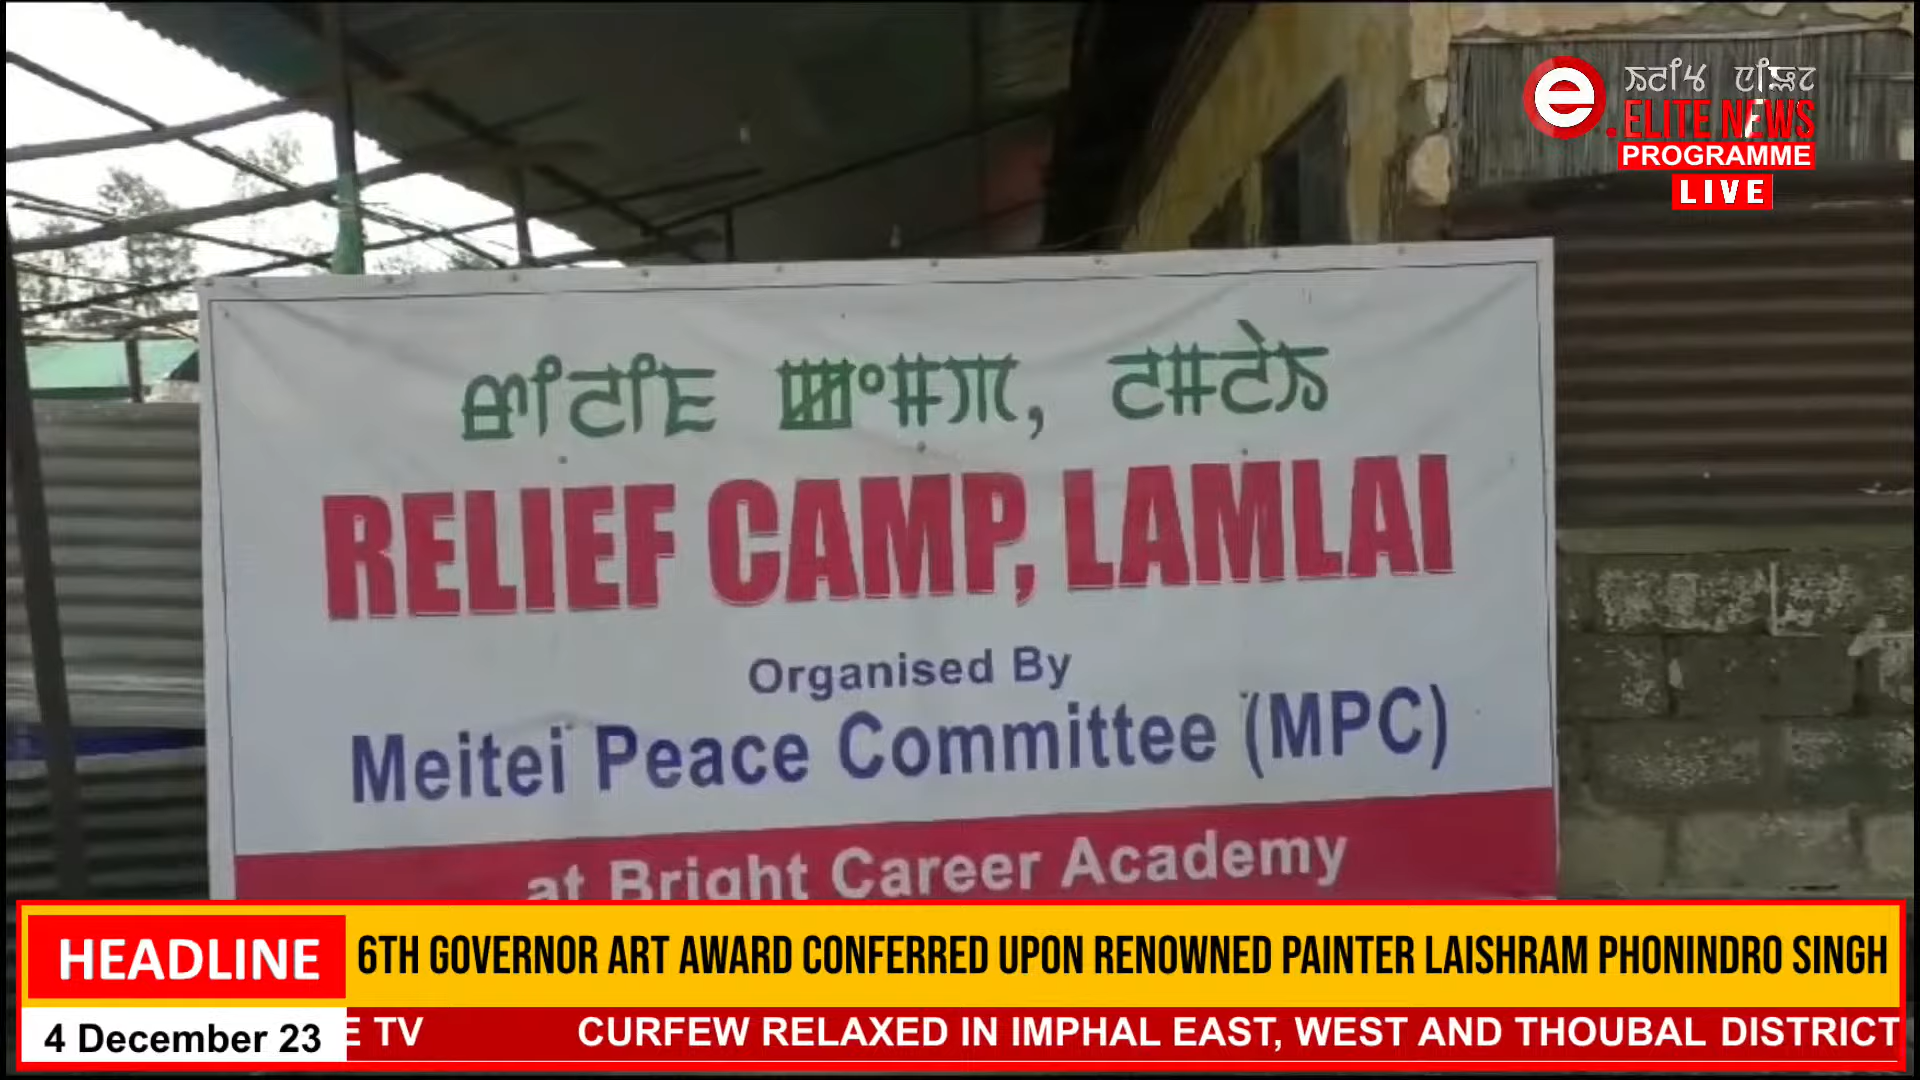 ꯔꯤꯂꯤꯐ ꯀꯦꯝꯄ, ꯂꯝꯂꯥꯏ
RELIEF CAMP, LAMLAI
Organised By
Meitei Peace Committee (MPC)
at Bright Career Academy
e.
ELITE NEWS
PROGRAMME
LIVE
HEADLINE
6TH GOVERNOR ART AWARD CONFERRED UPON RENOWNED PAINTER LAISHRAM PHONINDRO SINGH
4 December 23
E TV CURFEW RELAXED IN IMPHAL EAST, WEST AND THOUBAL DISTRICT